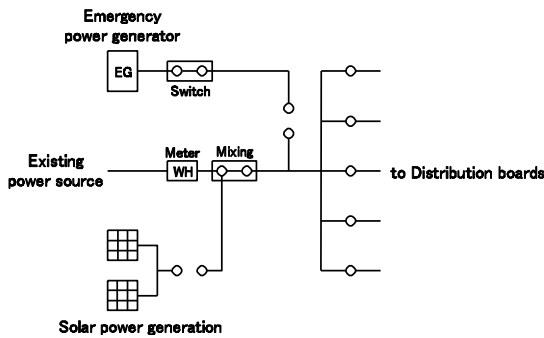 Emergency
power generator
EG
Switch
Existing
power source
Meter
WH
Mixing
to Distribution boards
Solar power generation